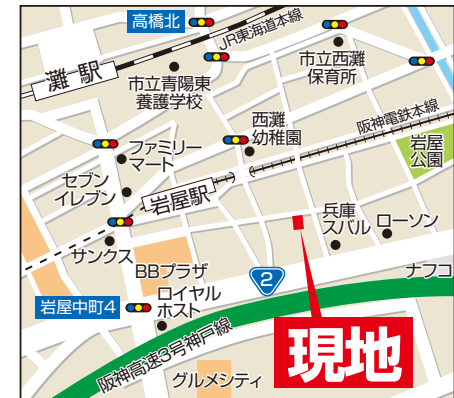 高橋北
JR東海道本線
灘駅
市立青陽東
養護学校
市立西灘
保育所
西灘
幼稚園
阪神電鉄本線
岩屋
公園
ファミリー
マート
セブン
イレブン
岩屋駅
兵庫
スバル
ローソン
サンクス
BBプラザ
2
ナフコ
岩屋中町4
ロイヤル
ホスト
現地
阪神高速3号神戸線
グルメシティ